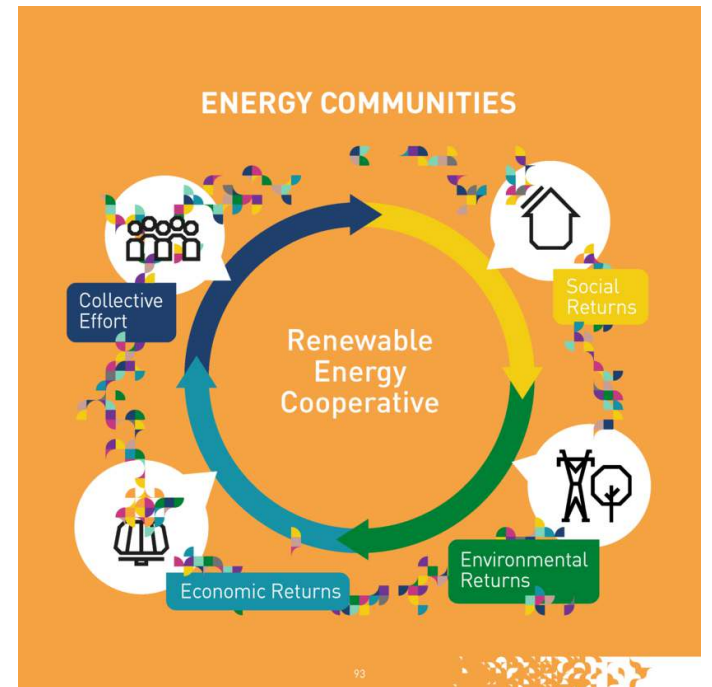 ENERGY COMMUNITIES
Collective
Effort
Social
Returns
Renewable
Energy
Cooperative
Environmental
Returns
Economic Returns
93